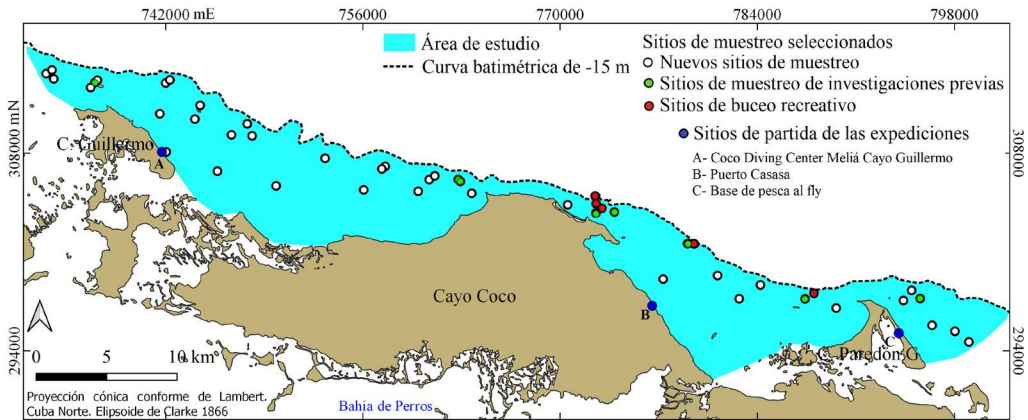 742000 mE
756000
770000
784000
798000
Área de estudio
Curva batimétrica de -15 m
Sitios de muestreo seleccionados
Nuevos sitios de muestreo
Sitios de muestro de investigaciones previas
Sitios de buceo recreativo
Sitios de partida de las expediciones
A- Coco Diving Center Meliá Cayo Guillermo
B- Puerto Casasa
C- Base de pesca al fly
308000 mN
308000
C. Guillermo
A
Cayo Coco
B
C
C. Paredón G.
294000
294000
0 5 10 km
Proyección cónica conforme de Lambert.
Cuba Norte. Elipsoide de Clarke 1866
Bahia de Perros